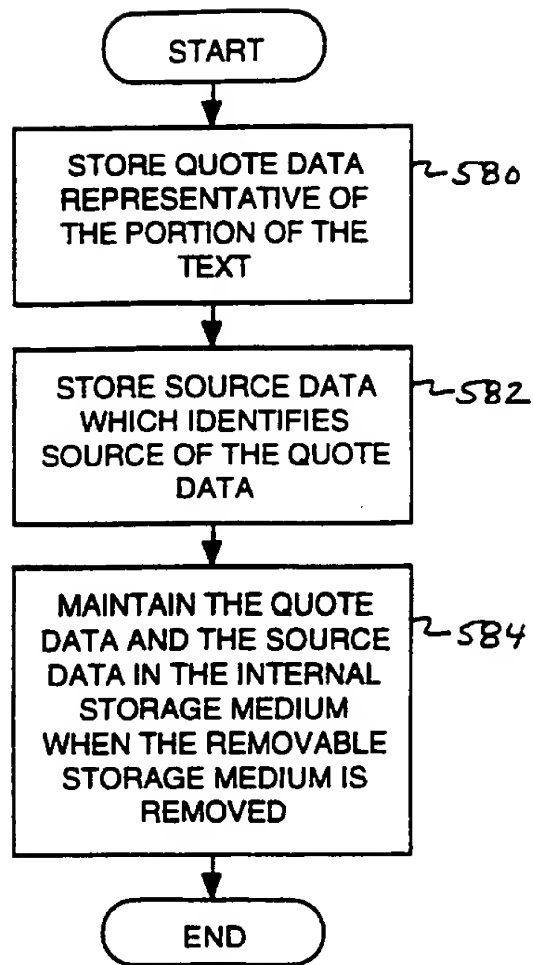 START
STORE QUOTE DATA
REPRESENTATIVE OF
THE PORTION OF THE
TEXT
580
STORE SOURCE DATA
WHICH IDENTIFIES
SOURCE OF THE QUOTE
DATA
582
MAINTAIN THE QUOTE
DATA AND THE SOURCE
DATA IN THE INTERNAL
STORAGE MEDIUM
WHEN THE REMOVABLE
STORAGE MEDIUM IS
REMOVED
584
END